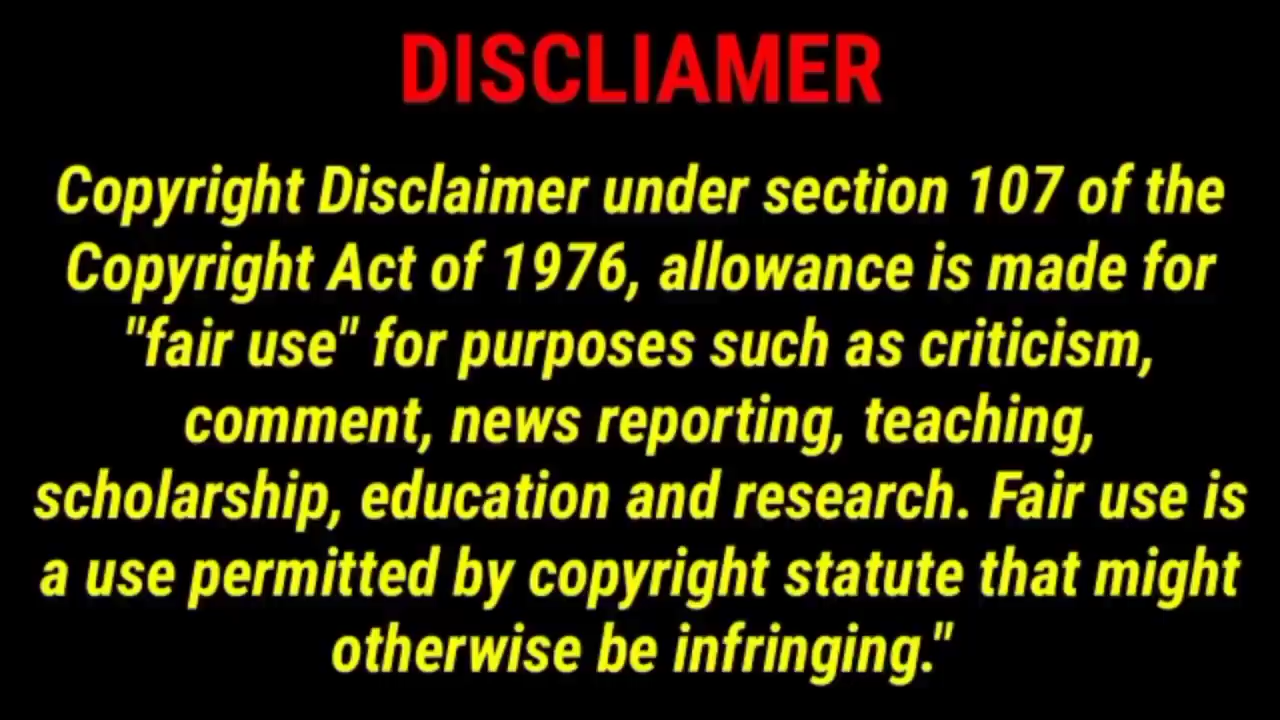 DISCLIAMER
Copyright Disclaimer under section 107 of the
Copyright Act of 1976, allowance is made for
"fair use" for purposes such as criticism,
comment, news reporting, teaching,
scholarship, education and research. Fair use is
a use permitted by copyright statute that might
otherwise be infringing."